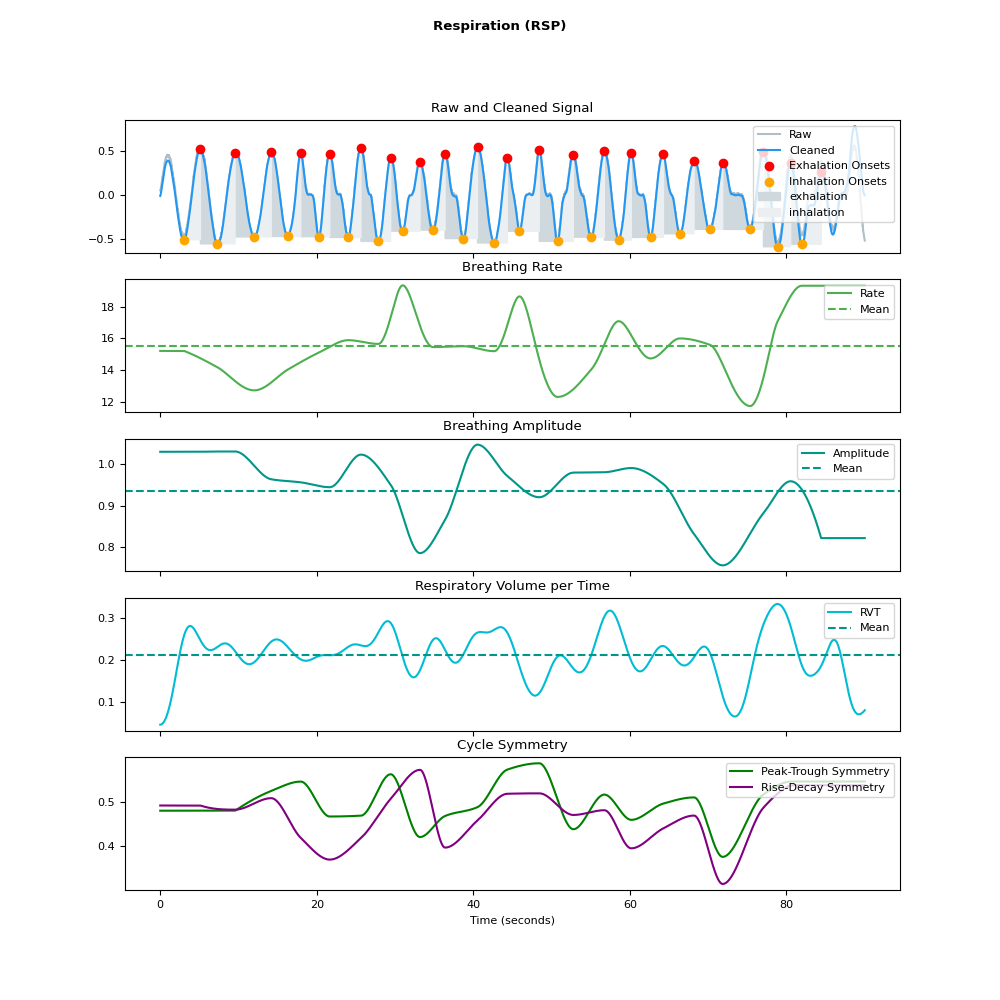 Respiration (RSP)
Raw and Cleaned Signal
0.5
0.0
−0.5
Raw
Cleaned
Exhalation Onsets
Inhalation Onsets
exhalation
inhalation
Breathing Rate
18
16
14
12
Rate
Mean
Breathing Amplitude
1.0
0.9
0.8
Amplitude
Mean
Respiratory Volume per Time
0.3
0.2
0.1
RVT
Mean
Cycle Symmetry
0.5
0.4
Peak-Trough Symmetry
Rise-Decay Symmetry
0 20 40 60 80
Time (seconds)